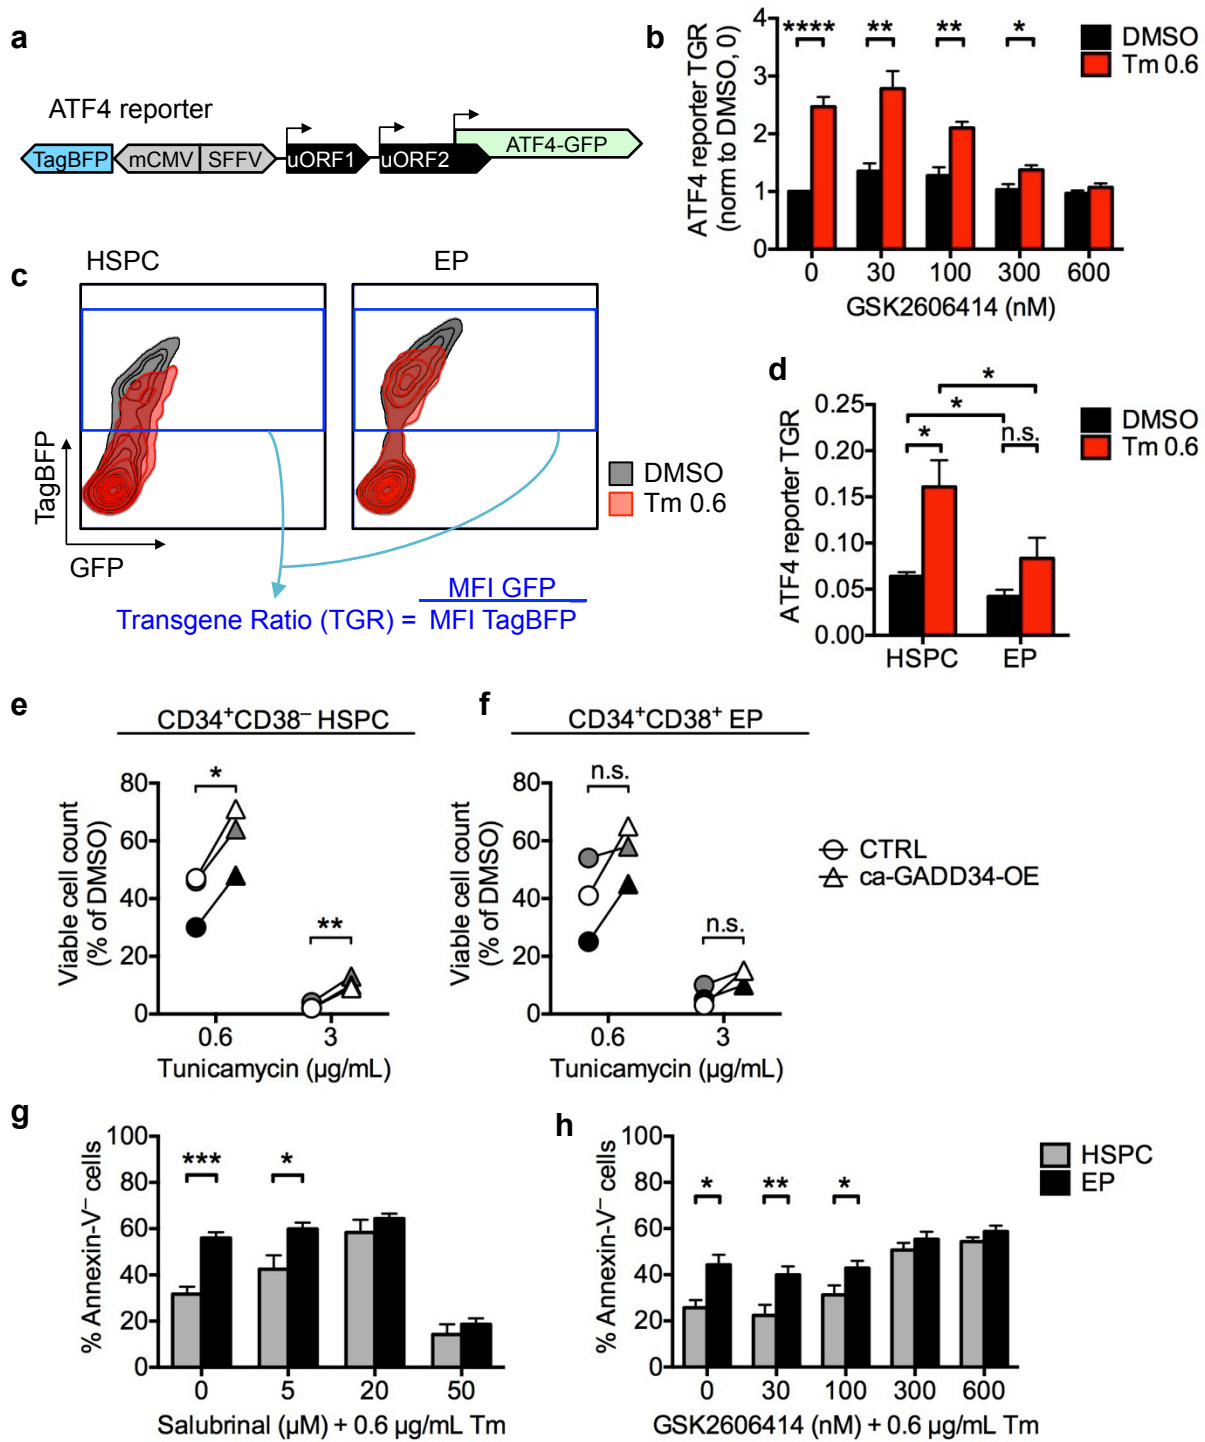 a
ATF4 reporter
TagBFP mCMV SFFV uORF1 uORF2 ATF4-GFP
b
ATF4 reporter TGR
(norm to DMSO, 0)
4
3
2
1
0
**** ** ** *
DMSO
Tm 0.6
0 30 100 300 600
GSK2606414 (nM)
c
HSPC EP
TagBFP
GFP
DMSO
Tm 0.6
Transgene Ratio (TGR) = MFI GFP
MFI TagBFP
d
ATF4 reporter TGR
0.25
0.20
0.15
0.10
0.05
0.00
*
*
* n.s.
DMSO
Tm 0.6
HSPC EP
e
CD34+CD38– HSPC
Viable cell count
(% of DMSO)
80
60
40
20
0
*
**
0.6 3
Tunicamycin (µg/mL)
f
CD34+CD38+ EP
Viable cell count
(% of DMSO)
80
60
40
20
0
n.s.
n.s.
0.6 3
Tunicamycin (µg/mL)
CTRL
ca-GADD34-OE
g
% Annexin-V– cells
100
80
60
40
20
0
*** *
0 5 20 50
Salubrinal (µM) + 0.6 µg/mL Tm
h
% Annexin-V– cells
100
80
60
40
20
0
* ** *
HSPC
EP
0 30 100 300 600
GSK2606414 (nM) + 0.6 µg/mL Tm